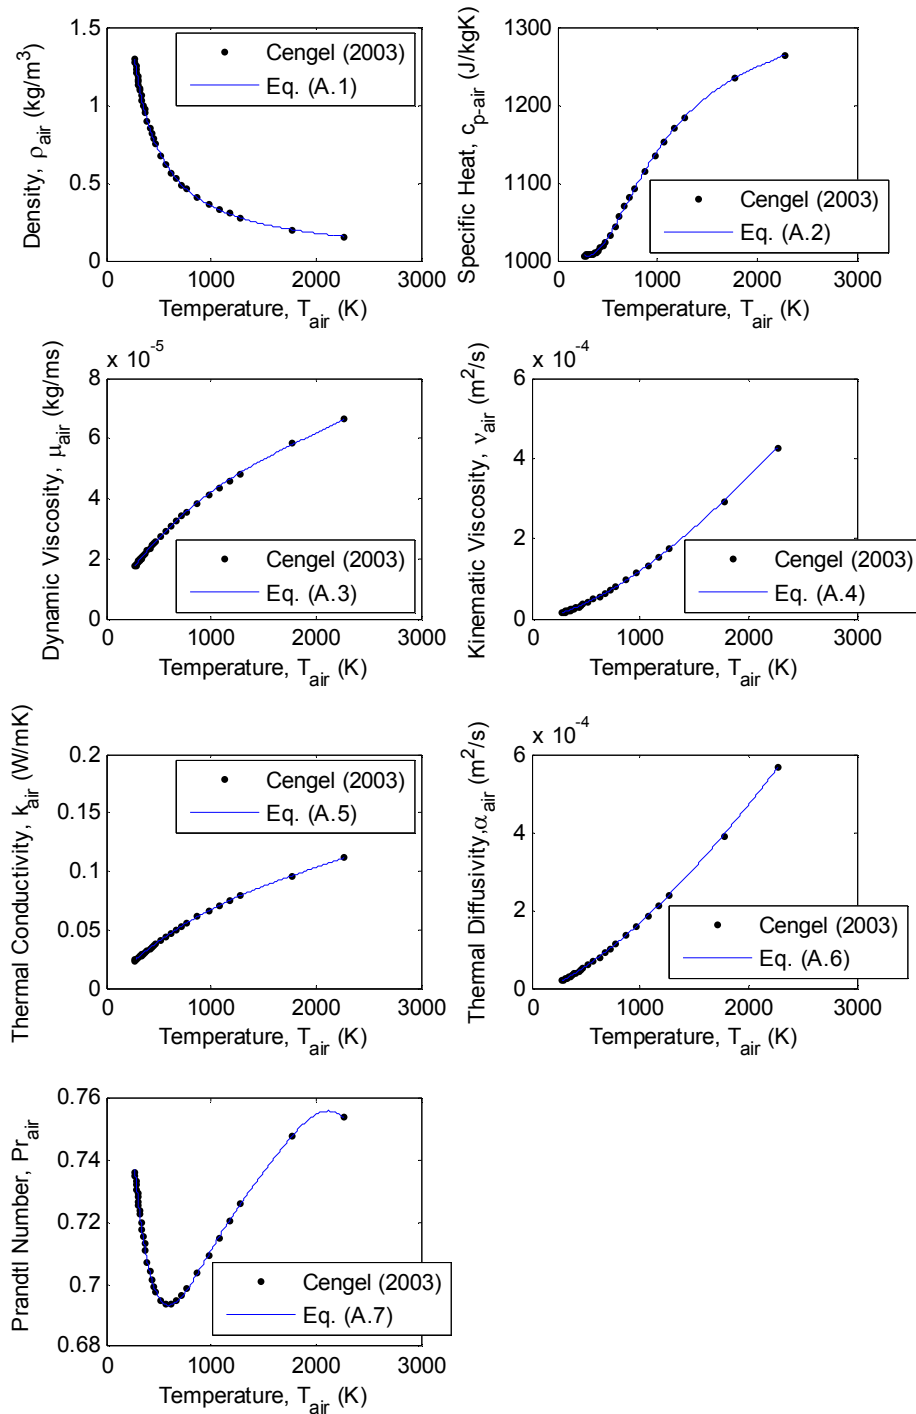 1.5
1
0.5
0
0
1000
2000
3000
Density, ρair (kg/m3)
Temperature, Tair (K)
Cengel (2003)
Eq. (A.1)
1300
1200
1100
1000
0
1000
2000
3000
Specific Heat, cp-air (J/kgK)
Temperature, Tair (K)
Cengel (2003)
Eq. (A.2)
x 10-5
8
6
4
2
0
0
1000
2000
3000
Dynamic Viscosity, μair (kg/ms)
Temperature, Tair (K)
Cengel (2003)
Eq. (A.3)
x 10-4
6
4
2
0
0
1000
2000
3000
Kinematic Viscosity, νair (m2/s)
Temperature, Tair (K)
Cengel (2003)
Eq. (A.4)
0.2
0.15
0.1
0.05
0
0
1000
2000
3000
Thermal Conductivity, kair (W/mK)
Temperature, Tair (K)
Cengel (2003)
Eq. (A.5)
x 10-4
6
4
2
0
0
1000
2000
3000
Thermal Diffusivity,αair (m2/s)
Temperature, Tair (K)
Cengel (2003)
Eq. (A.6)
0.76
0.74
0.72
0.7
0.68
0
1000
2000
3000
Prandtl Number, Prair
Temperature, Tair (K)
Cengel (2003)
Eq. (A.7)